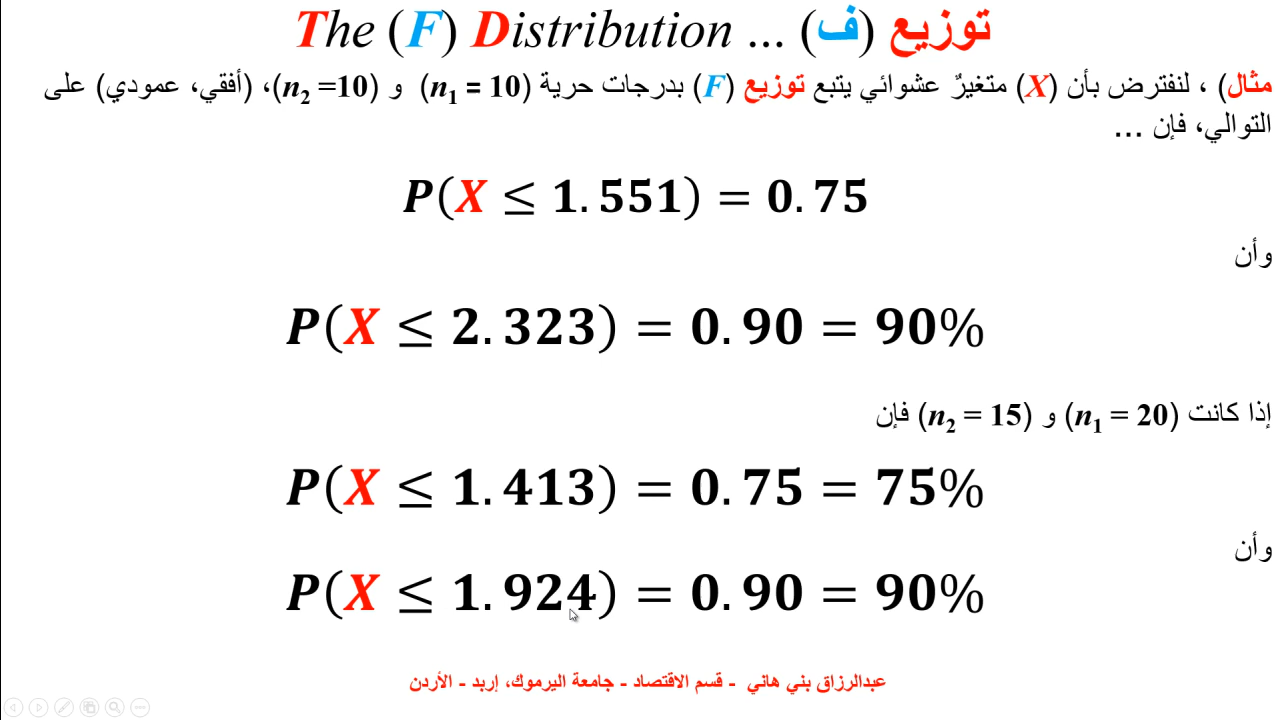 توزيع (ف) ... The (F) Distribution
مثال) ، لنفترض بأن (X) متغيرٌ عشوائي يتبع توزيع (F) بدرجات حرية (n₁ = 10) و (n₂ =10)، (أفقي، عمودي) على
التوالي، فإن ...
P(X ≤ 1.551) = 0.75
وأن
P(X ≤ 2.323) = 0.90 = 90%
إذا كانت (n₁ = 20) و (n₂ = 15) فإن
P(X ≤ 1.413) = 0.75 = 75%
وأن
P(X ≤ 1.924) = 0.90 = 90%
عبدالرزاق بني هاني - قسم الاقتصاد - جامعة اليرموك، إربد - الأردن